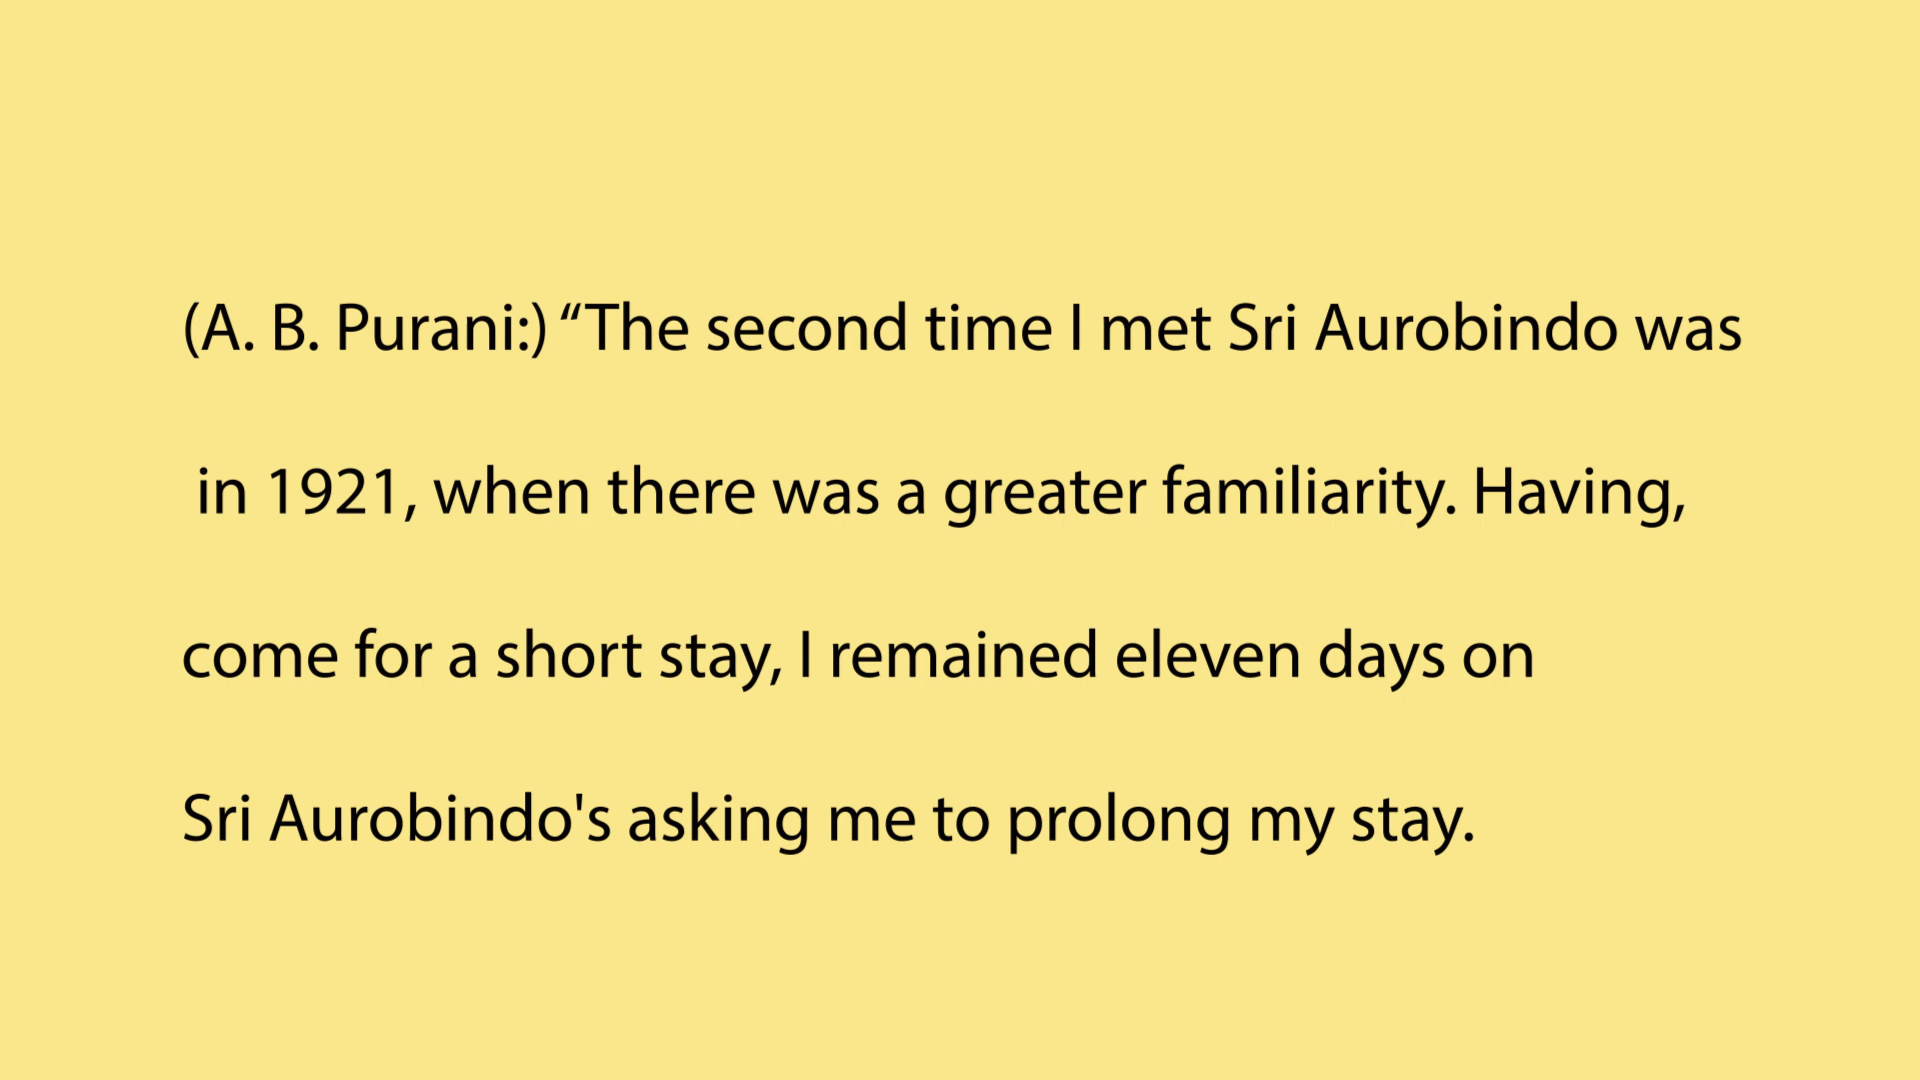 (A. B. Purani:) “The second time I met Sri Aurobindo was
in 1921, when there was a greater familiarity. Having,
come for a short stay, I remained eleven days on
Sri Aurobindo's asking me to prolong my stay.